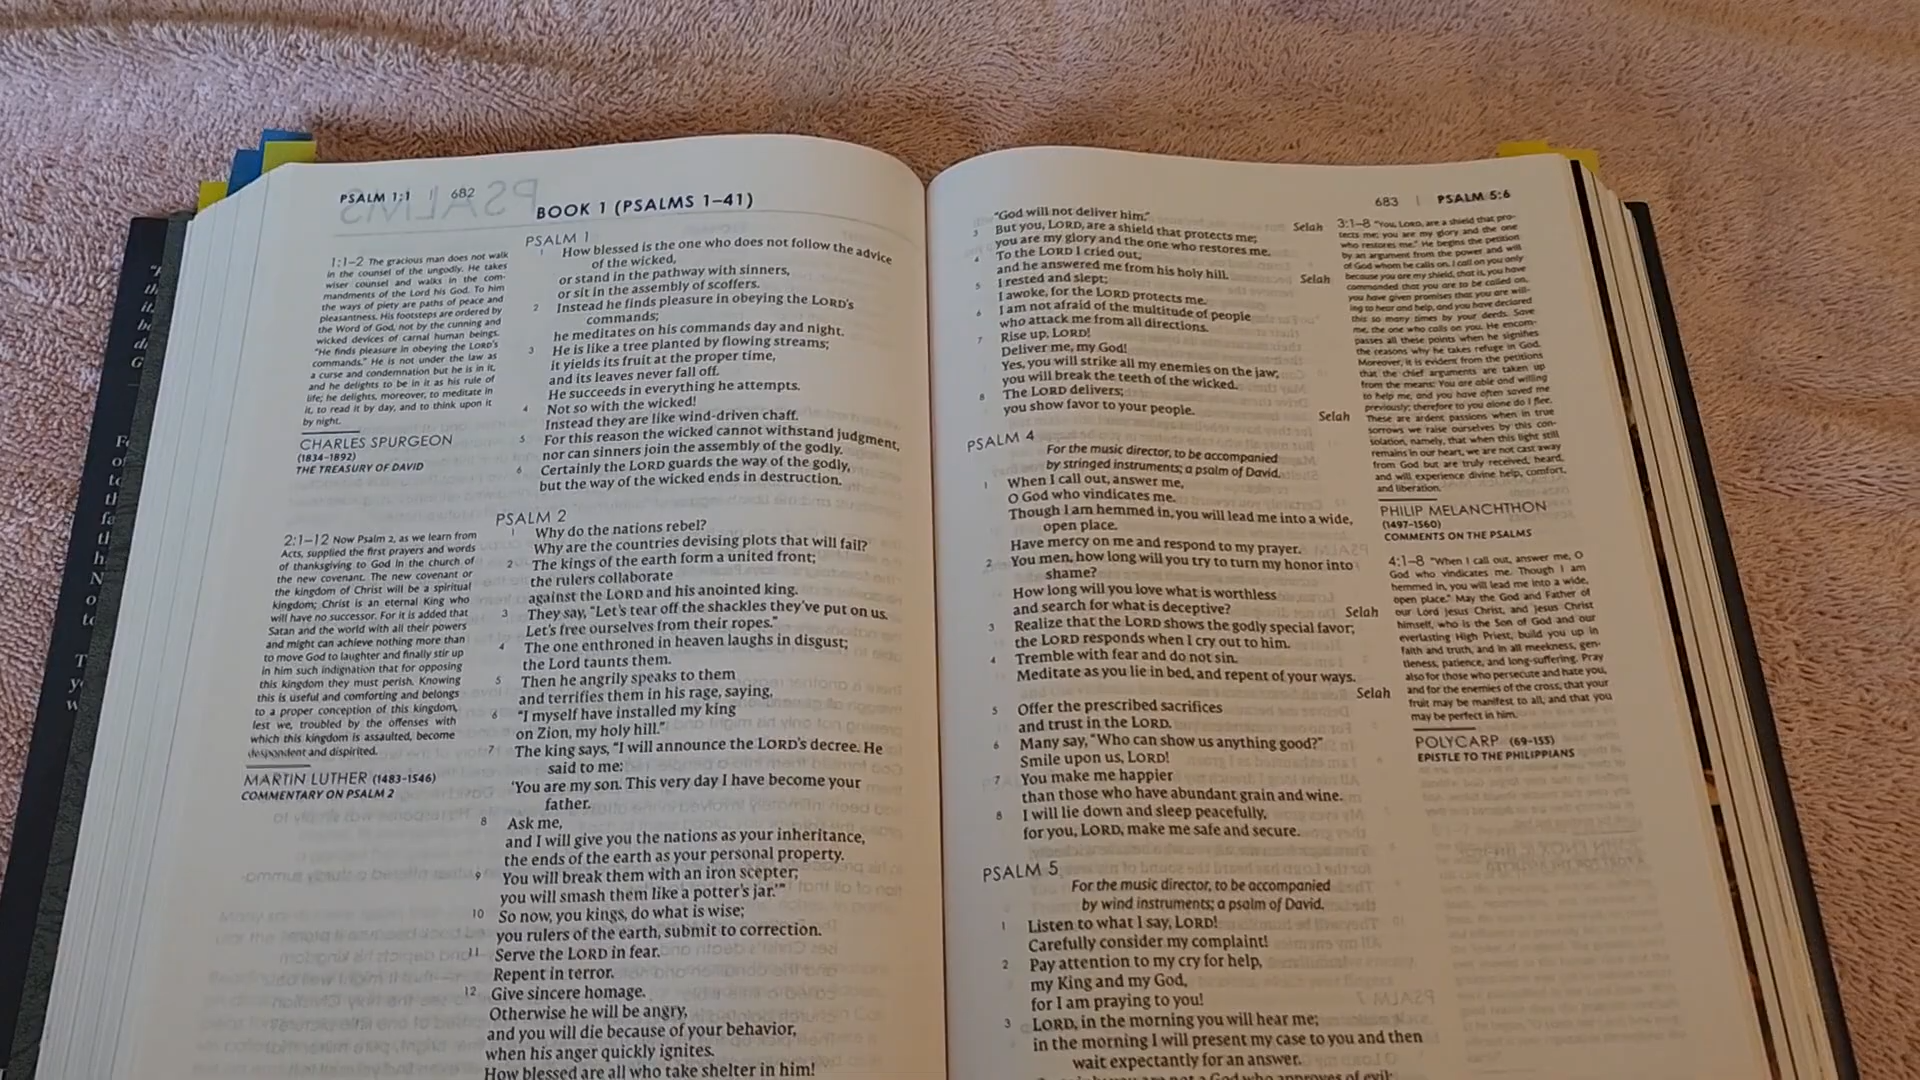 PSALM 1:1 | 682
BOOK 1 (PSALMS 1–41)
1:1–2 The gracious man does not walk
in the counsel of the ungodly. He takes
wiser counsel and walks in the com-
mandments of the Lord his God. To him
the ways of piety are paths of peace and
pleasantness. His footsteps are ordered by
the Word of God, not by the cunning and
wicked devices of carnal human beings.
"He finds pleasure in obeying the LORD's
commands." He is not under the law as
a curse and condemnation but he is in it,
and he delights to be in it as his rule of
life; he delights, moreover, to meditate in
it, to read it by day, and to think upon it
by night.
CHARLES SPURGEON
(1834–1892)
THE TREASURY OF DAVID
2:1–12 Now Psalm 2, as we learn from
Acts, supplied the first prayers and words
of thanksgiving to God in the church of
the new covenant. The new covenant or
the kingdom of Christ will be a spiritual
kingdom; Christ is an eternal King who
will have no successor. For it is added that
Satan and the world with all their powers
and might can achieve nothing more than
to move God to laughter and finally stir up
in him such indignation that for opposing
this kingdom they must perish. Knowing
this is useful and comforting and belongs
to a proper conception of this kingdom,
lest we, troubled by the offenses with
which this kingdom is assaulted, become
despondent and dispirited.
MARTIN LUTHER (1483–1546)
COMMENTARY ON PSALM 2
PSALM 1
1 How blessed is the one who does not follow the advice
of the wicked,
or stand in the pathway with sinners,
or sit in the assembly of scoffers.
2 Instead he finds pleasure in obeying the LORD's
commands;
he meditates on his commands day and night.
3 He is like a tree planted by flowing streams;
it yields its fruit at the proper time,
and its leaves never fall off.
He succeeds in everything he attempts.
4 Not so with the wicked!
Instead they are like wind-driven chaff.
5 For this reason the wicked cannot withstand judgment,
nor can sinners join the assembly of the godly.
6 Certainly the LORD guards the way of the godly,
but the way of the wicked ends in destruction.
PSALM 2
1 Why do the nations rebel?
Why are the countries devising plots that will fail?
2 The kings of the earth form a united front;
the rulers collaborate
against the LORD and his anointed king.
3 They say, "Let's tear off the shackles they've put on us.
Let's free ourselves from their ropes."
4 The one enthroned in heaven laughs in disgust;
the Lord taunts them.
5 Then he angrily speaks to them
and terrifies them in his rage, saying,
6 "I myself have installed my king
on Zion, my holy hill."
7 The king says, "I will announce the LORD's decree. He
said to me:
'You are my son. This very day I have become your
father.
8 Ask me,
and I will give you the nations as your inheritance,
the ends of the earth as your personal property.
9 You will break them with an iron scepter;
you will smash them like a potter's jar.'"
10 So now, you kings, do what is wise;
you rulers of the earth, submit to correction.
11 Serve the LORD in fear.
Repent in terror.
12 Give sincere homage.
Otherwise he will be angry,
and you will die because of your behavior,
when his anger quickly ignites.
How blessed are all who take shelter in him!
683 | PSALM 5:6
"God will not deliver him." Selah
3 But you, LORD, are a shield that protects me;
you are my glory and the one who restores me.
4 To the LORD I cried out,
and he answered me from his holy hill. Selah
5 I rested and slept;
I awoke, for the LORD protects me.
6 I am not afraid of the multitude of people
who attack me from all directions.
7 Rise up, LORD!
Deliver me, my God!
Yes, you will strike all my enemies on the jaw;
you will break the teeth of the wicked.
8 The LORD delivers;
you show favor to your people. Selah
PSALM 4
For the music director, to be accompanied
by stringed instruments; a psalm of David.
1 When I call out, answer me,
O God who vindicates me.
Though I am hemmed in, you will lead me into a wide,
open place.
Have mercy on me and respond to my prayer.
2 You men, how long will you try to turn my honor into
shame?
How long will you love what is worthless
and search for what is deceptive? Selah
3 Realize that the LORD shows the godly special favor;
the LORD responds when I cry out to him.
4 Tremble with fear and do not sin.
Meditate as you lie in bed, and repent of your ways.
Selah
5 Offer the prescribed sacrifices
and trust in the LORD.
6 Many say, "Who can show us anything good?"
Smile upon us, LORD!
7 You make me happier
than those who have abundant grain and wine.
8 I will lie down and sleep peacefully,
for you, LORD, make me safe and secure.
PSALM 5
For the music director, to be accompanied
by wind instruments; a psalm of David.
1 Listen to what I say, LORD!
Carefully consider my complaint!
2 Pay attention to my cry for help,
my King and my God,
for I am praying to you!
3 LORD, in the morning you will hear me;
in the morning I will present my case to you and then
wait expectantly for an answer.
3:1–8 "You, LORD, are a shield that pro-
tects me; you are my glory and the one
who restores me." He begins the petition
by an argument from the power and will
of God whom he calls on. I call on you only
because you are my shield, that is, you have
commanded that you are to be called on,
you have given promises that you are will-
ing to hear and help, and you have declared
this so many times by your deeds. Save
me, the one who calls on you. He encom-
passes all these points when he signifies
the reasons why he takes refuge in God.
Moreover, it is evident from the petitions
that the chief arguments are taken up
from the means: You are able and willing
to help me, and you have often saved me
previously; therefore to you alone do I flee.
These are ardent passions when in true
sorrows we raise ourselves by this con-
solation, namely, that when this light still
remains in our heart, we are not cast away
from God but are truly received, heard,
and will experience divine help, comfort,
and liberation.
PHILIP MELANCHTHON
(1497–1560)
COMMENTS ON THE PSALMS
4:1–8 "When I call out, answer me, O
God who vindicates me. Though I am
hemmed in, you will lead me into a wide,
open place." May the God and Father of
our Lord Jesus Christ, and Jesus Christ
himself, who is the Son of God and our
everlasting High Priest, build you up in
faith and truth, and in all meekness, gen-
tleness, patience, and long-suffering. Pray
also for those who persecute and hate you,
and for the enemies of the cross, that your
fruit may be manifest to all, and that you
may be perfect in him.
POLYCARP (69–155)
EPISTLE TO THE PHILIPPIANS